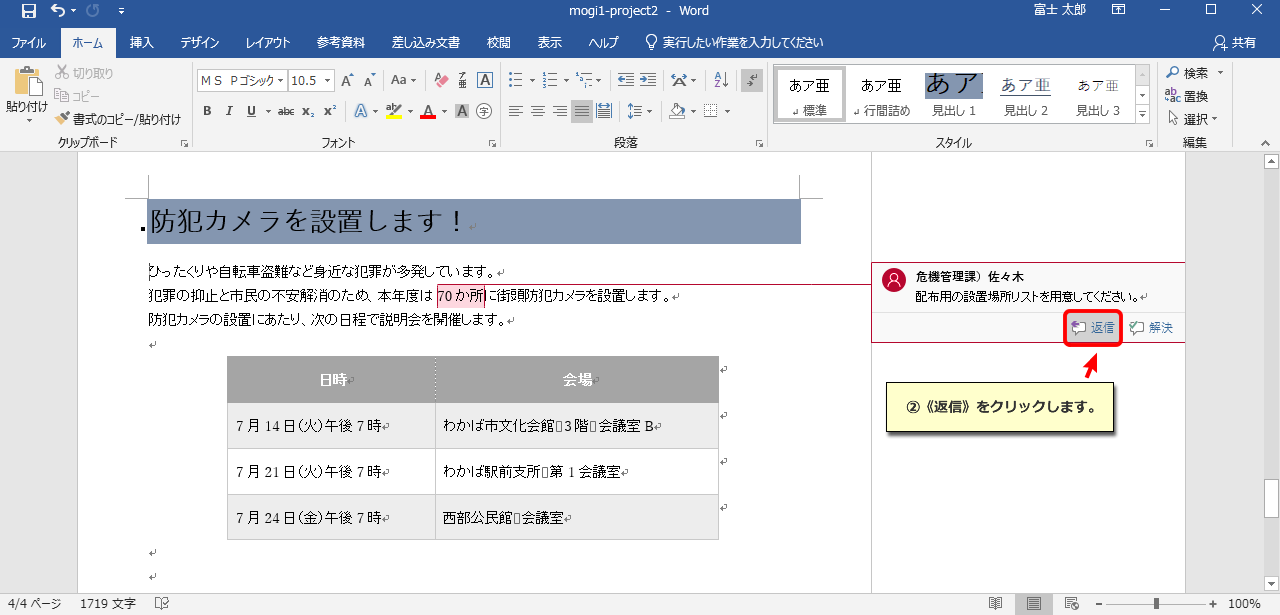 mogi1-project2 - Word
富士 太郎
ファイル ホーム 挿入 デザイン レイアウト 参考資料 差し込み文書 校閲 表示 ヘルプ 実行したい作業を入力してください 共有
貼り付け
切り取り
コピー
書式のコピー/貼り付け
クリップボード
ＭＳ Ｐゴシック 10.5
Aa
B I U abc x₂ x²
フォント
段落
あア亜 標準
あア亜 行間詰め
あア 見出し 1
あア亜 見出し 2
あア亜 見出し 3
スタイル
検索
置換
選択
編集
防犯カメラを設置します！
ひったくりや自転車盗難など身近な犯罪が多発しています。
犯罪の抑止と市民の不安解消のため、本年度は 70 か所に街頭防犯カメラを設置します。
防犯カメラの設置にあたり、次の日程で説明会を開催します。
日時 会場
7 月 14 日（火）午後 7 時 わかば市文化会館□3 階□会議室 B
7 月 21 日（火）午後 7 時 わかば駅前支所□第 1 会議室
7 月 24 日（金）午後 7 時 西部公民館□会議室
危機管理課）佐々木
配布用の設置場所リストを用意してください。
返信 解決
②《返信》をクリックします。
4/4 ページ 1719 文字 100%